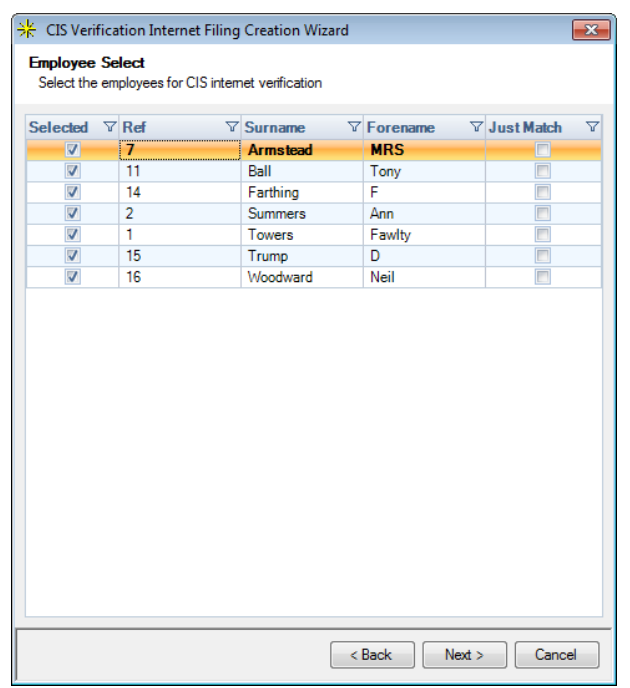 CIS Verification Internet Filing Creation Wizard
Employee Select
Select the employees for CIS internet verification
Selected Ref Surname Forename Just Match
7 Armstead MRS
11 Ball Tony
14 Farthing F
2 Summers Ann
1 Towers Fawlty
15 Trump D
16 Woodward Neil
< Back Next > Cancel